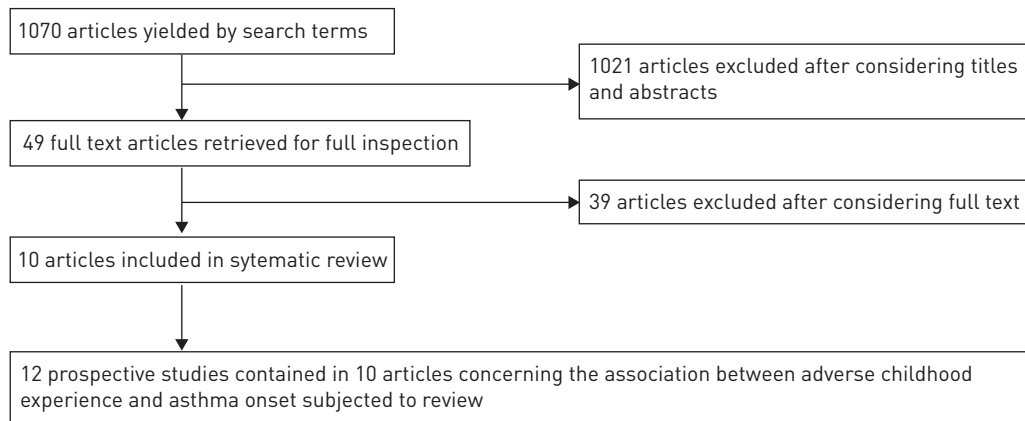 1070 articles yielded by search terms
1021 articles excluded after considering titles
and abstracts
49 full text articles retrieved for full inspection
39 articles excluded after considering full text
10 articles included in sytematic review
12 prospective studies contained in 10 articles concerning the association between adverse childhood
experience and asthma onset subjected to review